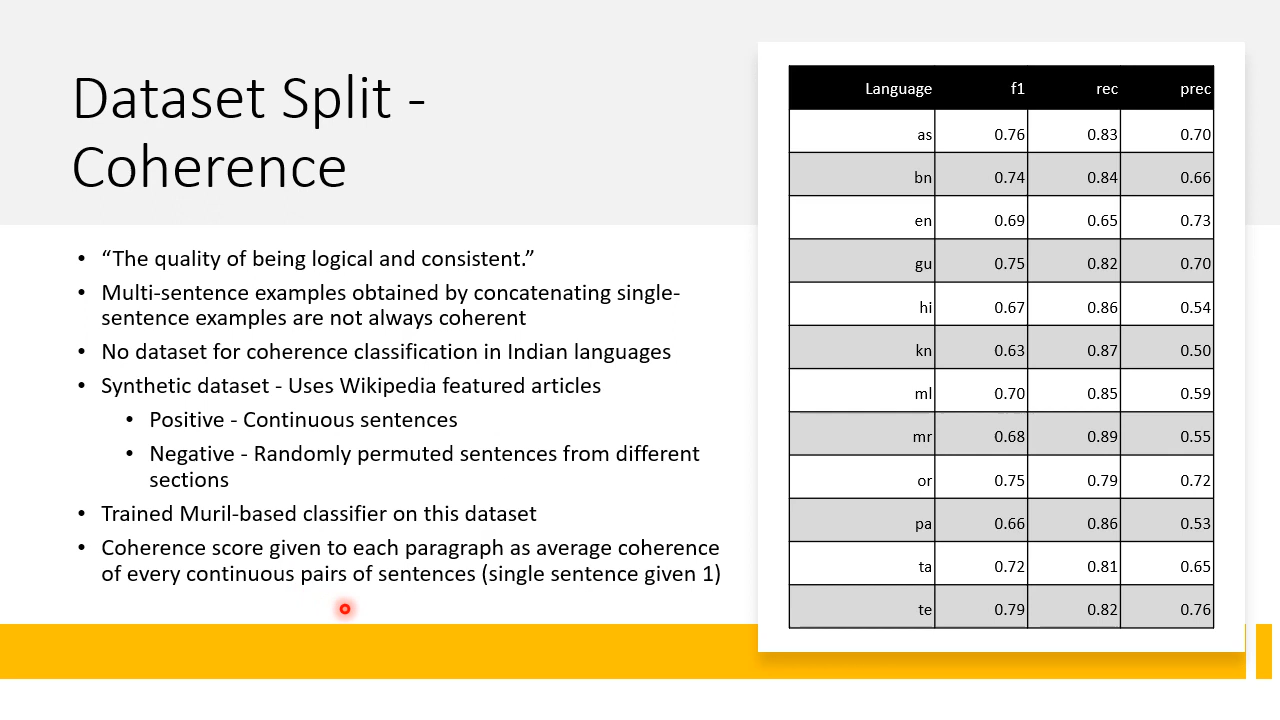 Dataset Split -
Coherence
• “The quality of being logical and consistent.”
• Multi-sentence examples obtained by concatenating single-
sentence examples are not always coherent
• No dataset for coherence classification in Indian languages
• Synthetic dataset - Uses Wikipedia featured articles
• Positive - Continuous sentences
• Negative - Randomly permuted sentences from different
sections
• Trained Muril-based classifier on this dataset
• Coherence score given to each paragraph as average coherence
of every continuous pairs of sentences (single sentence given 1)
Language f1 rec prec
as 0.76 0.83 0.70
bn 0.74 0.84 0.66
en 0.69 0.65 0.73
gu 0.75 0.82 0.70
hi 0.67 0.86 0.54
kn 0.63 0.87 0.50
ml 0.70 0.85 0.59
mr 0.68 0.89 0.55
or 0.75 0.79 0.72
pa 0.66 0.86 0.53
ta 0.72 0.81 0.65
te 0.79 0.82 0.76